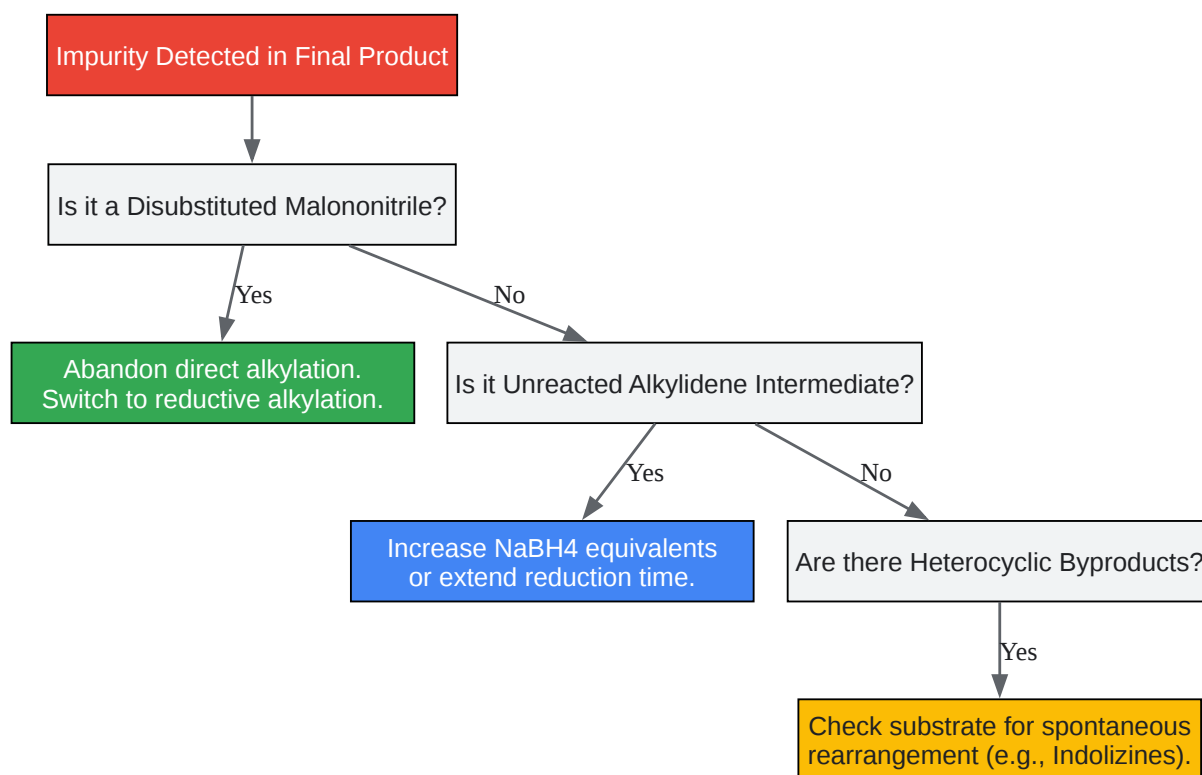 Impurity Detected in Final Product
Is it a Disubstituted Malononitrile?
Yes
No
Abandon direct alkylation.
Switch to reductive alkylation.
Is it Unreacted Alkylidene Intermediate?
Yes
No
Increase NaBH4 equivalents
or extend reduction time.
Are there Heterocyclic Byproducts?
Yes
Check substrate for spontaneous
rearrangement (e.g., Indolizines).